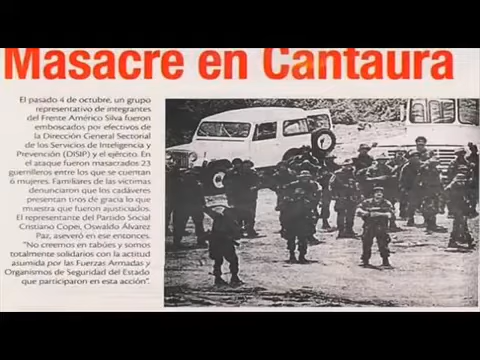 Masacre en Cantaura
El pasado 4 de octubre, un grupo
representativo de integrantes
del Frente Américo Silva fueron
emboscados por efectivos de
la Dirección General Sectorial
de los Servicios de Inteligencia y
Prevención (DISIP) y el ejército. En
el ataque fueron masacrados 23
guerrilleros entre los que se cuentan
6 mujeres. Familiares de las víctimas
denunciaron que los cadáveres
presentan tiros de gracia lo que
muestra que fueron ajusticiados.
El representante del Partido Social
Cristiano Copei, Oswaldo Álvarez
Paz, aseveró en ese entonces.
"No creemos en tabúes y somos
totalmente solidarios con la actitud
asumida por las Fuerzas Armadas y
Organismos de Seguridad del Estado
que participaron en esta acción".